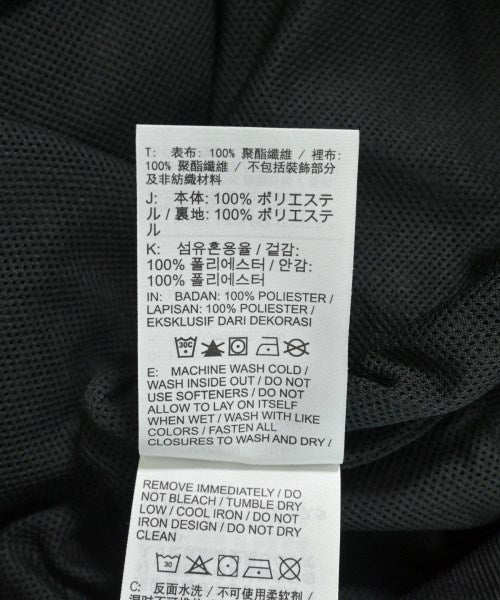 T: 表布: 100% 聚酯纖維 / 裡布:
100% 聚酯纖維 / 不包括裝飾部分
及非紡織材料
J: 本体: 100% ポリエステ
ル / 裏地: 100% ポリエステ
ル
K: 섬유혼용율 / 겉감:
100% 폴리에스터 / 안감:
100% 폴리에스터
IN: BADAN: 100% POLIESTER /
LAPISAN: 100% POLIESTER /
EKSKLUSIF DARI DEKORASI
30C
E: MACHINE WASH COLD /
WASH INSIDE OUT / DO NOT
USE SOFTENERS / DO NOT
ALLOW TO LAY ON ITSELF
WHEN WET / WASH WITH LIKE
COLORS / FASTEN ALL
CLOSURES TO WASH AND DRY /
REMOVE IMMEDIATELY / DO
NOT BLEACH / TUMBLE DRY
LOW / COOL IRON / DO NOT
IRON DESIGN / DO NOT DRY
CLEAN
30
C: 反面水洗 / 不可使用柔软剂 /